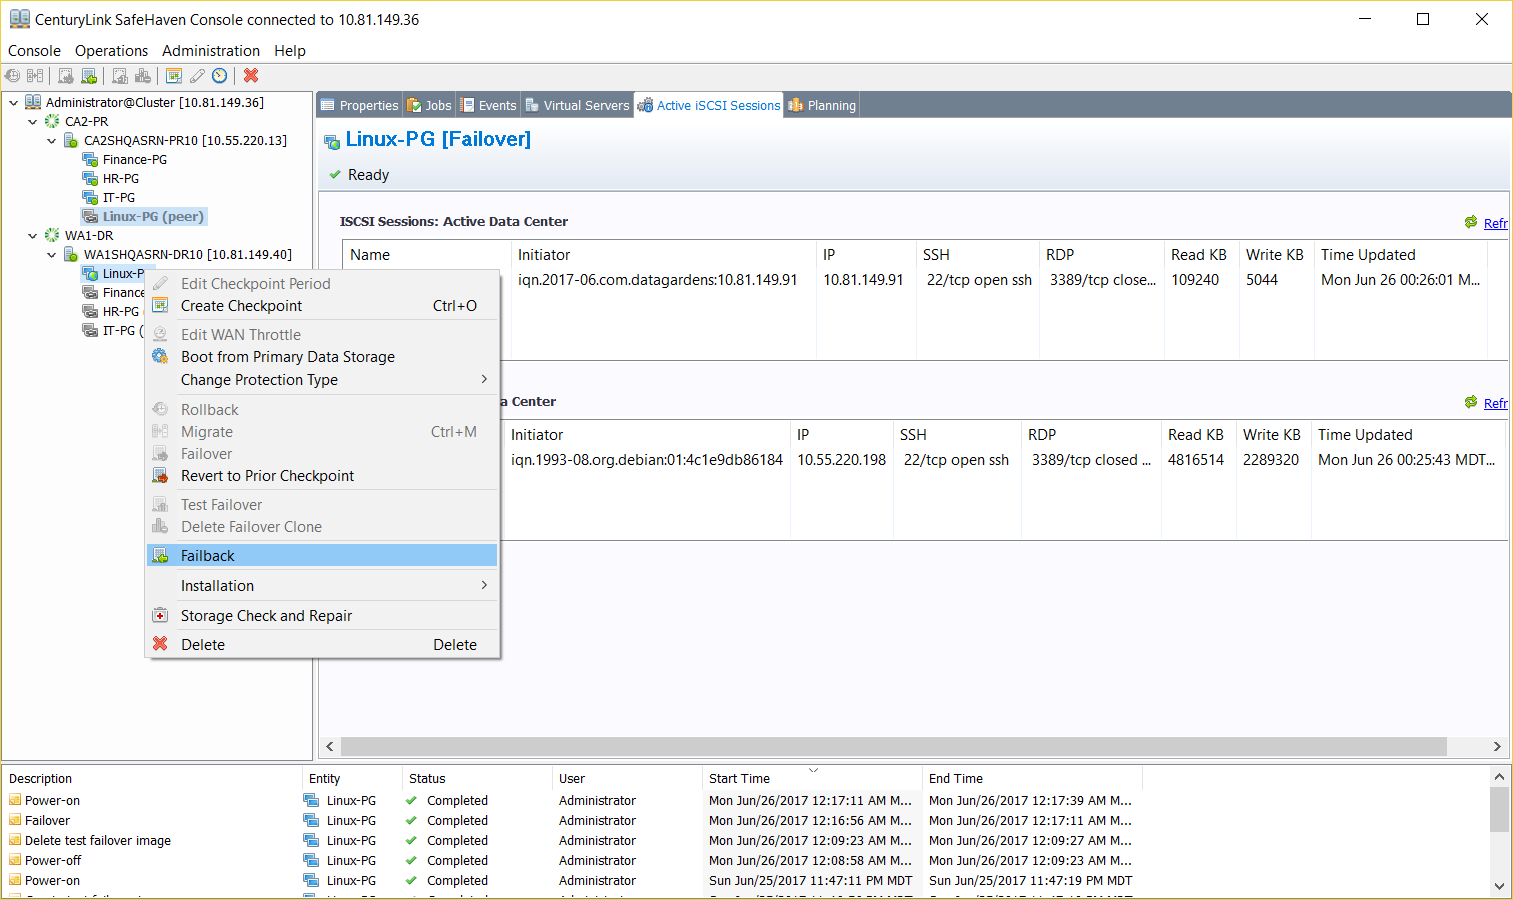 CenturyLink SafeHaven Console connected to 10.81.149.36
Console Operations Administration Help
Administrator@Cluster [10.81.149.36]
CA2-PR
CA2SHQASRN-PR10 [10.55.220.13]
Finance-PG
HR-PG
IT-PG
Linux-PG (peer)
WA1-DR
WA1SHQASRN-DR10 [10.81.149.40]
Linux-P
Finance
HR-PG
IT-PG (
Edit Checkpoint Period
Create Checkpoint Ctrl+O
Edit WAN Throttle
Boot from Primary Data Storage
Change Protection Type
Rollback
Migrate Ctrl+M
Failover
Revert to Prior Checkpoint
Test Failover
Delete Failover Clone
Failback
Installation
Storage Check and Repair
Delete Delete
Properties Jobs Events Virtual Servers Active iSCSI Sessions Planning
Linux-PG [Failover]
Ready
ISCSI Sessions: Active Data Center Refr
Name Initiator IP SSH RDP Read KB Write KB Time Updated
iqn.2017-06.com.datagardens:10.81.149.91 10.81.149.91 22/tcp open ssh 3389/tcp close... 109240 5044 Mon Jun 26 00:26:01 M...
a Center Refr
Initiator IP SSH RDP Read KB Write KB Time Updated
iqn.1993-08.org.debian:01:4c1e9db86184 10.55.220.198 22/tcp open ssh 3389/tcp closed ... 4816514 2289320 Mon Jun 26 00:25:43 MDT...
Description Entity Status User Start Time End Time
Power-on Linux-PG Completed Administrator Mon Jun/26/2017 12:17:11 AM M... Mon Jun/26/2017 12:17:39 AM M...
Failover Linux-PG Completed Administrator Mon Jun/26/2017 12:16:56 AM M... Mon Jun/26/2017 12:17:11 AM M...
Delete test failover image Linux-PG Completed Administrator Mon Jun/26/2017 12:09:23 AM M... Mon Jun/26/2017 12:09:27 AM M...
Power-off Linux-PG Completed Administrator Mon Jun/26/2017 12:08:58 AM M... Mon Jun/26/2017 12:09:23 AM M...
Power-on Linux-PG Completed Administrator Sun Jun/25/2017 11:47:11 PM MDT Sun Jun/25/2017 11:47:19 PM MDT